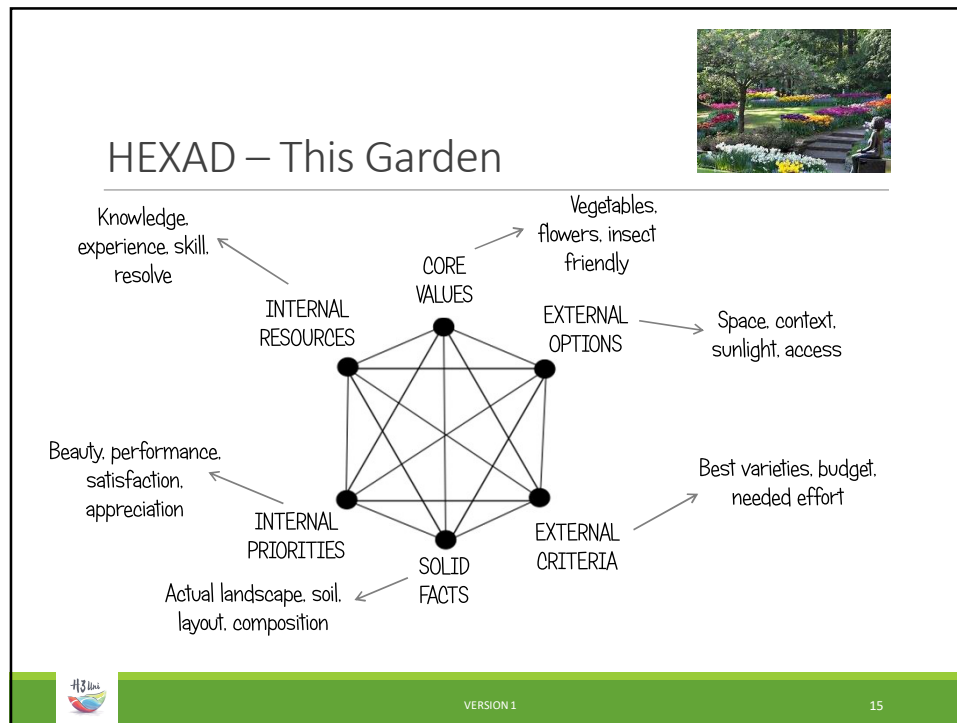 HEXAD – This Garden
Knowledge,
experience, skill,
resolve
INTERNAL
RESOURCES
CORE
VALUES
Vegetables,
flowers, insect
friendly
EXTERNAL
OPTIONS
Space, context,
sunlight, access
Beauty, performance,
satisfaction,
appreciation
INTERNAL
PRIORITIES
Best varieties, budget,
needed effort
EXTERNAL
CRITERIA
SOLID
FACTS
Actual landscape, soil,
layout, composition
H3Uni
VERSION 1
15